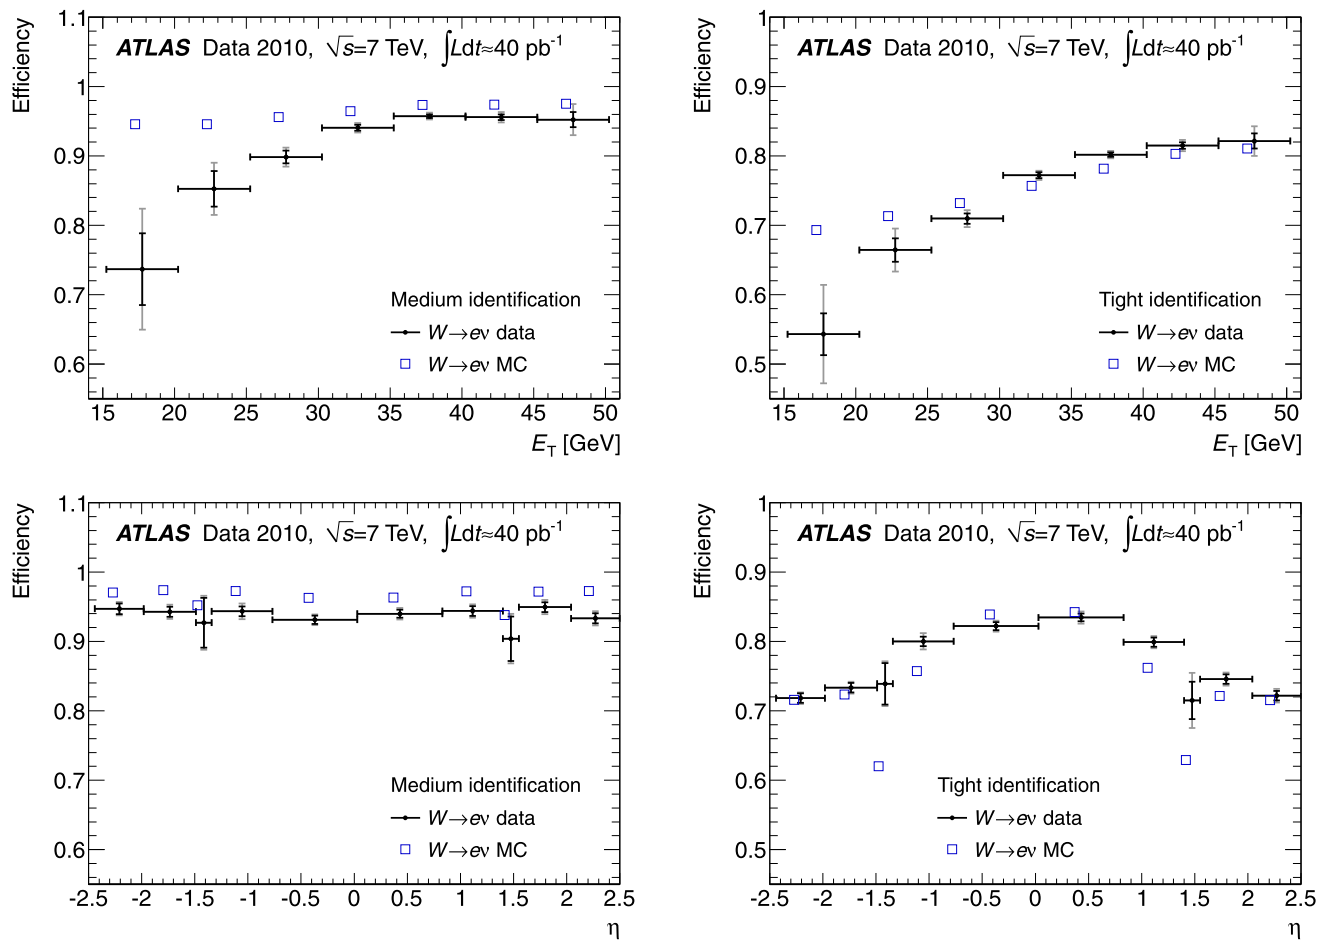 Efficiency
1.1
1
0.9
0.8
0.7
0.6
ATLAS Data 2010, √s=7 TeV, ∫Ldt≈40 pb⁻¹
Medium identification
W→eν data
W→eν MC
15 20 25 30 35 40 45 50
E_T [GeV]
Efficiency
1
0.9
0.8
0.7
0.6
0.5
ATLAS Data 2010, √s=7 TeV, ∫Ldt≈40 pb⁻¹
Tight identification
W→eν data
W→eν MC
15 20 25 30 35 40 45 50
E_T [GeV]
Efficiency
1.1
1
0.9
0.8
0.7
0.6
ATLAS Data 2010, √s=7 TeV, ∫Ldt≈40 pb⁻¹
Medium identification
W→eν data
W→eν MC
-2.5 -2 -1.5 -1 -0.5 0 0.5 1 1.5 2 2.5
η
Efficiency
1
0.9
0.8
0.7
0.6
0.5
ATLAS Data 2010, √s=7 TeV, ∫Ldt≈40 pb⁻¹
Tight identification
W→eν data
W→eν MC
-2.5 -2 -1.5 -1 -0.5 0 0.5 1 1.5 2 2.5
η